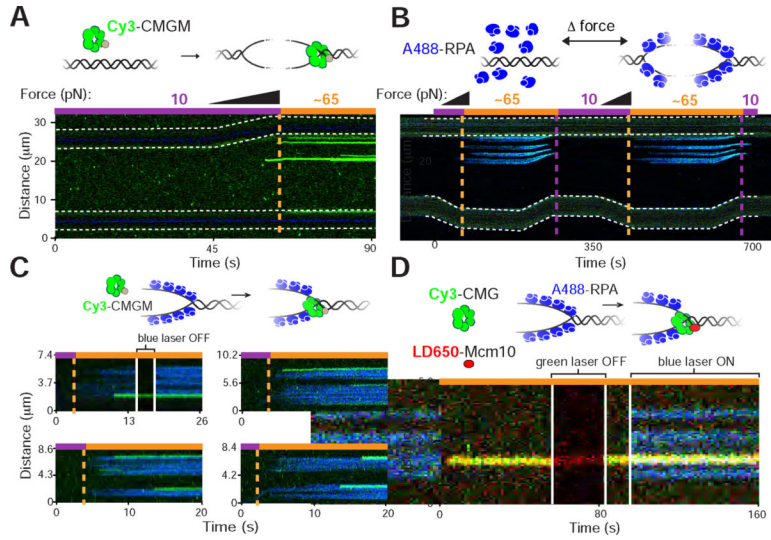 A
Cy3-CMGM
Force (pN):
10
~65
30
20
10
0
Distance (μm)
0
45
90
Time (s)
B
A488-RPA
Δ force
Force (pN):
~65
10
~65
10
Distance (μm)
20
0
350
700
Time (s)
C
Cy3-CMGM
blue laser OFF
7.4
3.7
0
0
13
26
10.2
5.6
0
8.6
4.3
0
0
10
20
8.4
4.2
0
0
10
20
Distance (μm)
Time (s)
Time (s)
D
Cy3-CMG
A488-RPA
LD650-Mcm10
green laser OFF
blue laser ON
0
80
160
Time (s)